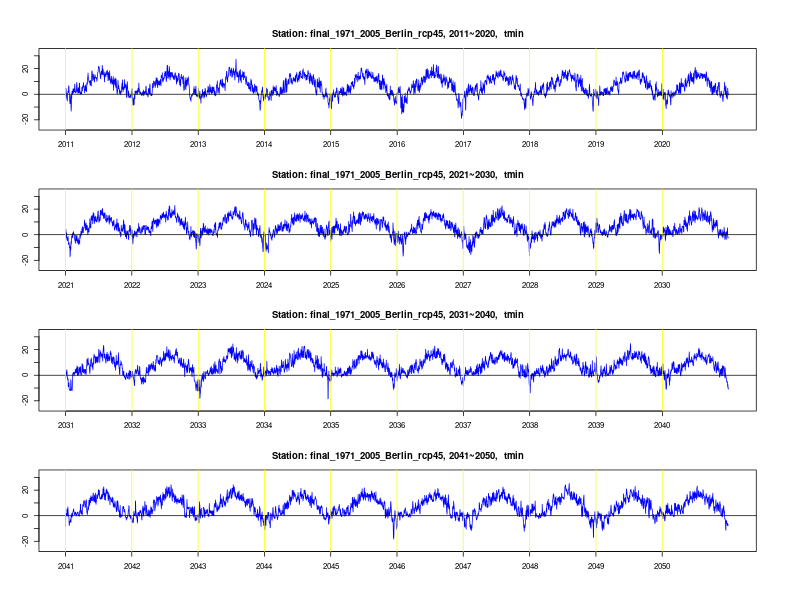 Station: final_1971_2005_Berlin_rcp45, 2011~2020, tmin
20
0
-20
2011 2012 2013 2014 2015 2016 2017 2018 2019 2020
Station: final_1971_2005_Berlin_rcp45, 2021~2030, tmin
20
0
-20
2021 2022 2023 2024 2025 2026 2027 2028 2029 2030
Station: final_1971_2005_Berlin_rcp45, 2031~2040, tmin
20
0
-20
2031 2032 2033 2034 2035 2036 2037 2038 2039 2040
Station: final_1971_2005_Berlin_rcp45, 2041~2050, tmin
20
0
-20
2041 2042 2043 2044 2045 2046 2047 2048 2049 2050